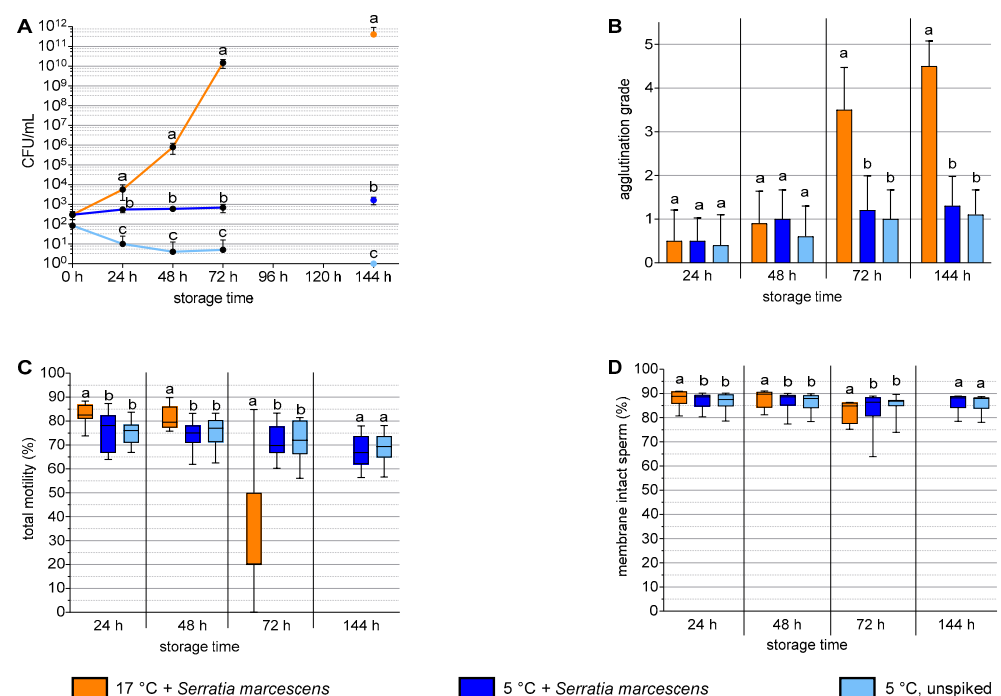 A
CFU/mL
10¹²
10¹¹
10¹⁰
10⁹
10⁸
10⁷
10⁶
10⁵
10⁴
10³
10²
10¹
10⁰
a
a
a
a
b
b
b
b
c
c
c
c
0 h 24 h 48 h 72 h 96 h 120 h 144 h
storage time
B
agglutination grade
5
4
3
2
1
0
a a a
a a a
a b b
a b b
24 h 48 h 72 h 144 h
storage time
C
total motility (%)
100
90
80
70
60
50
40
30
20
10
0
a b b
a b b
a b b
a a
24 h 48 h 72 h 144 h
storage time
D
membrane intact sperm (%)
100
90
80
70
60
50
40
30
20
10
0
a b b
a b b
a b b
a a
24 h 48 h 72 h 144 h
storage time
17 °C + Serratia marcescens
5 °C + Serratia marcescens
5 °C, unspiked